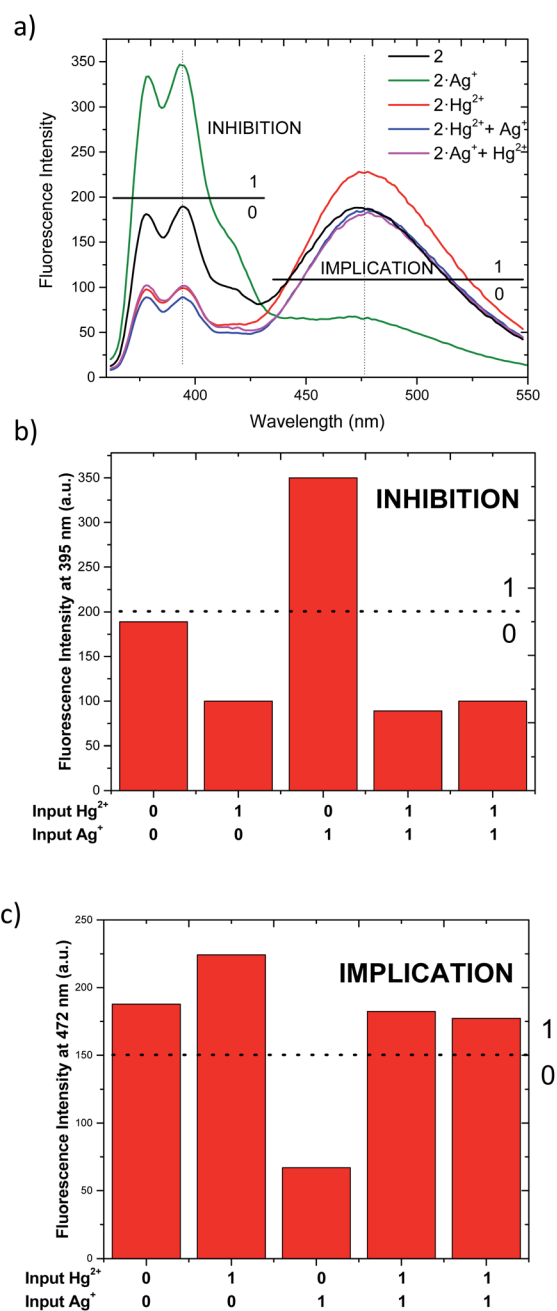 a)
2
2·Ag⁺
2·Hg²⁺
2·Hg²⁺+ Ag⁺
2·Ag⁺+ Hg²⁺
INHIBITION
1
0
IMPLICATION
1
0
Fluorescence Intensity
350
300
250
200
150
100
50
0
400
450
500
550
Wavelength (nm)
b)
INHIBITION
1
0
Fluorescence Intensity at 395 nm (a.u.)
350
300
250
200
150
100
50
0
Input Hg²⁺ 0 1 0 1 1
Input Ag⁺ 0 0 1 1 1
c)
IMPLICATION
1
0
Fluorescence Intensity at 472 nm (a.u.)
250
200
150
100
50
0
Input Hg²⁺ 0 1 0 1 1
Input Ag⁺ 0 0 1 1 1